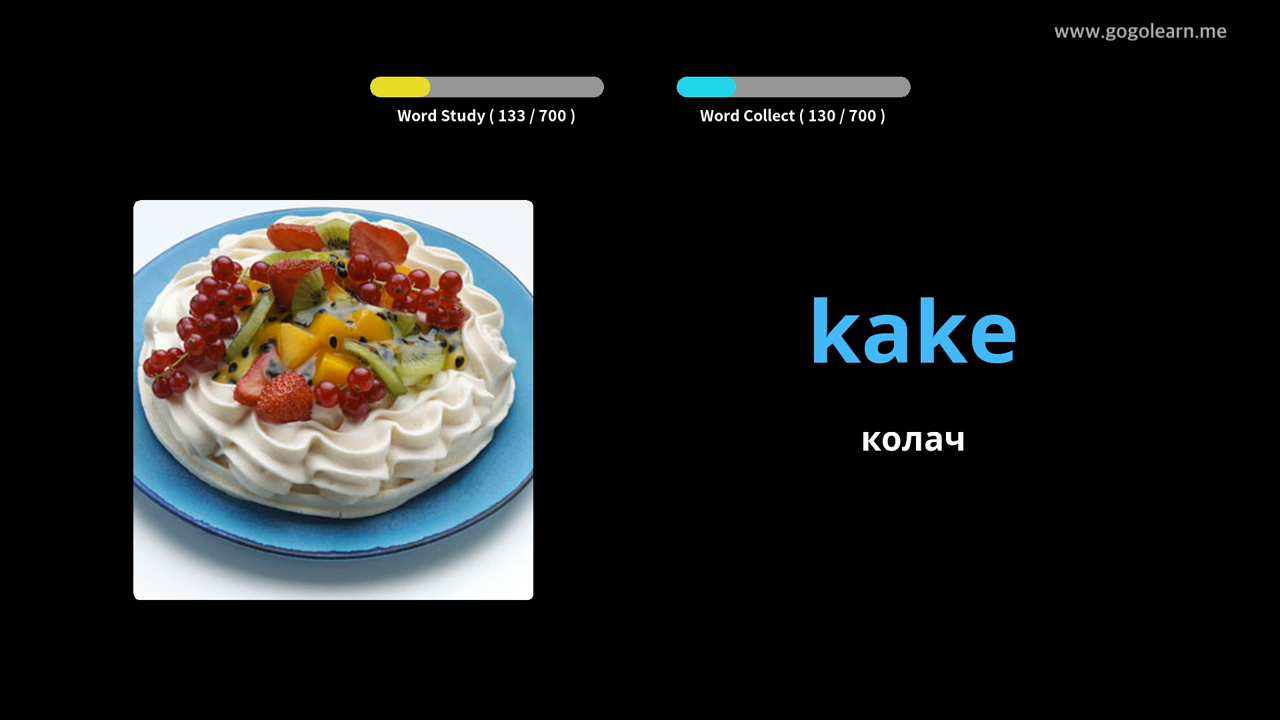 www.gogolearn.me
Word Study ( 133 / 700 )
Word Collect ( 130 / 700 )
kake
колач